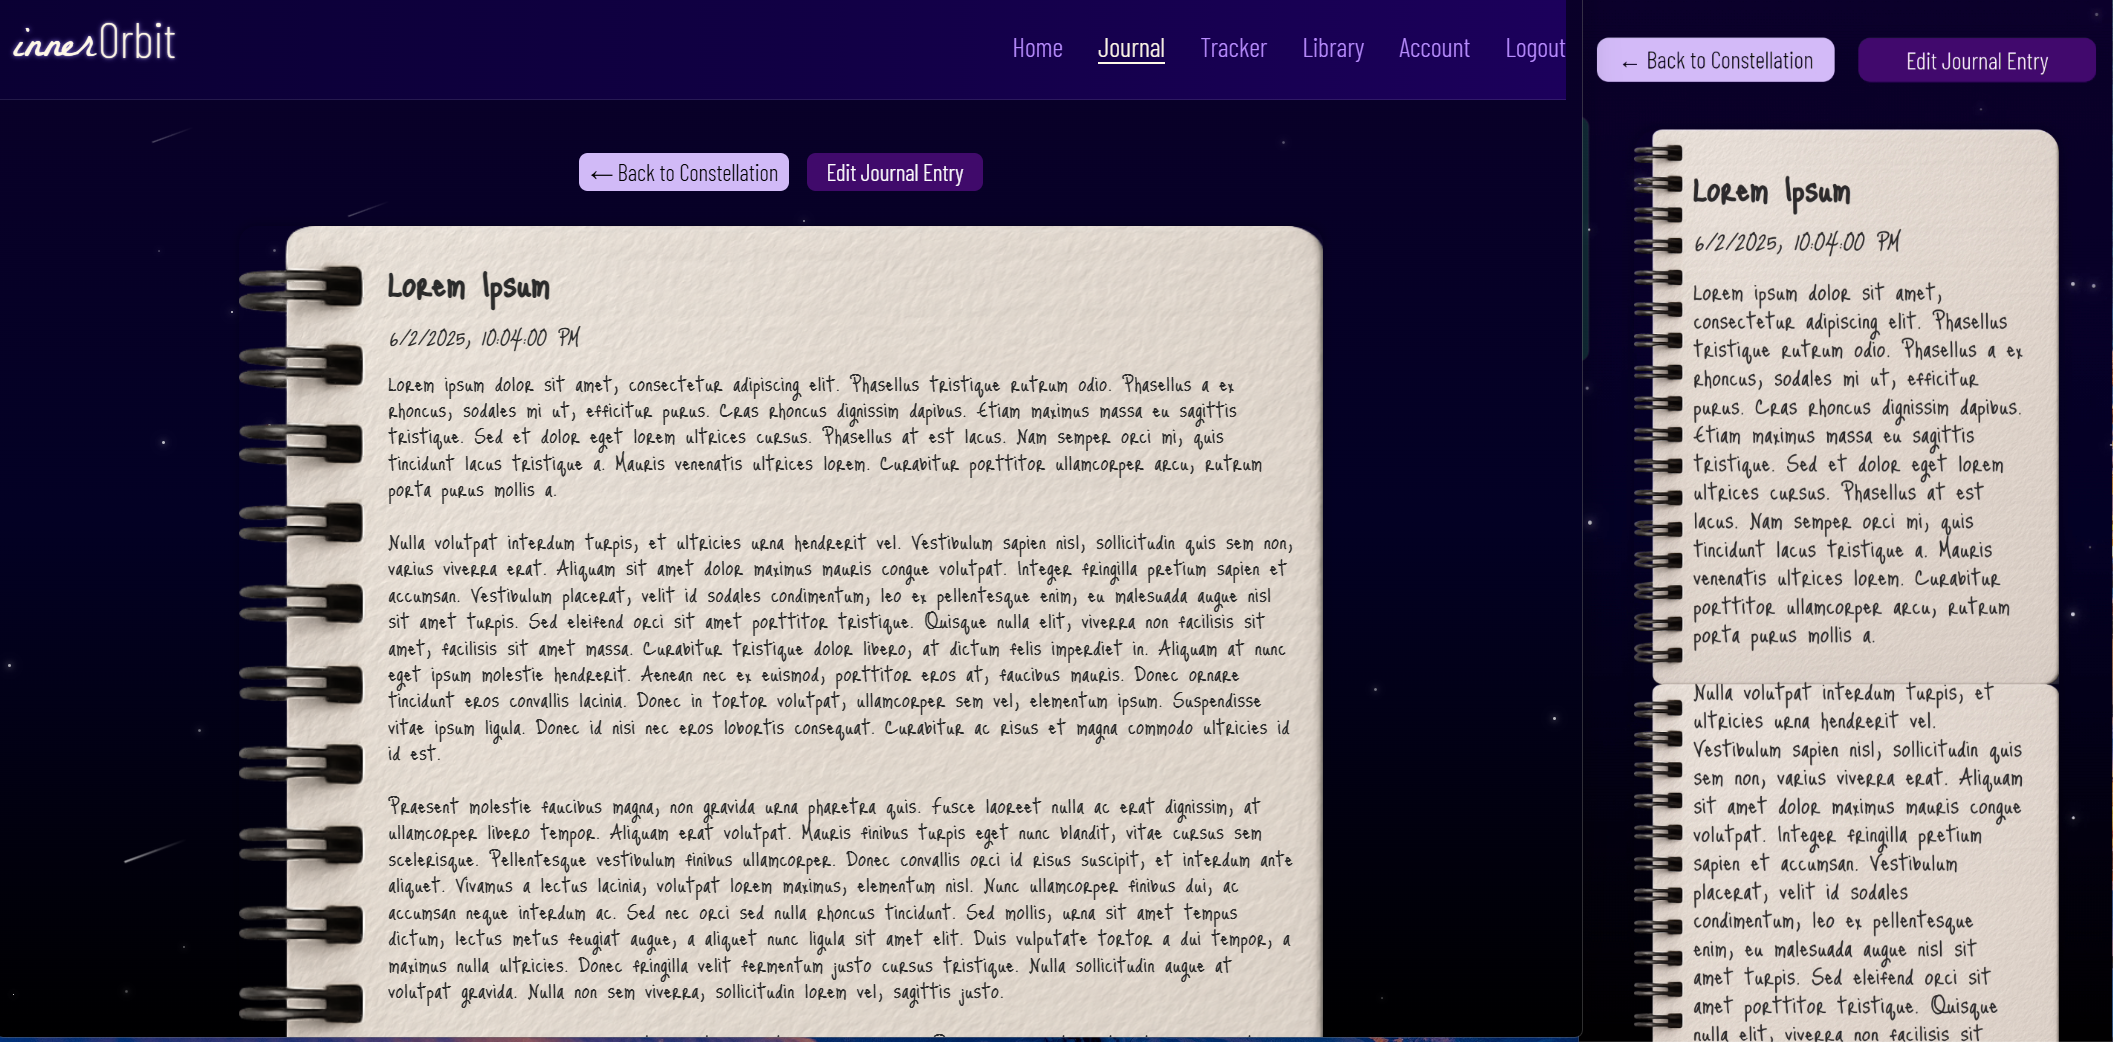 innerOrbit
Home Journal Tracker Library Account Logout
← Back to Constellation Edit Journal Entry
Lorem Ipsum
6/2/2025, 10:04:00 PM
Lorem ipsum dolor sit amet, consectetur adipiscing elit. Phasellus tristique rutrum odio. Phasellus a ex
rhoncus, sodales mi ut, efficitur purus. Cras rhoncus dignissim dapibus. Etiam maximus massa eu sagittis
tristique. Sed et dolor eget lorem ultrices cursus. Phasellus at est lacus. Nam semper orci mi, quis
tincidunt lacus tristique a. Mauris venenatis ultrices lorem. Curabitur porttitor ullamcorper arcu, rutrum
porta purus mollis a.
Nulla volutpat interdum turpis, et ultricies urna hendrerit vel. Vestibulum sapien nisl, sollicitudin quis sem non,
varius viverra erat. Aliquam sit amet dolor maximus mauris congue volutpat. Integer fringilla pretium sapien et
accumsan. Vestibulum placerat, velit id sodales condimentum, leo ex pellentesque enim, eu malesuada augue nisl
sit amet turpis. Sed eleifend orci sit amet porttitor tristique. Quisque nulla elit, viverra non facilisis sit
amet, facilisis sit amet massa. Curabitur tristique dolor libero, at dictum felis imperdiet in. Aliquam at nunc
eget ipsum molestie hendrerit. Aenean nec ex euismod, porttitor eros at, faucibus mauris. Donec ornare
tincidunt eros convallis lacinia. Donec in tortor volutpat, ullamcorper sem vel, elementum ipsum. Suspendisse
vitae ipsum ligula. Donec id nisi nec eros lobortis consequat. Curabitur ac risus et magna commodo ultricies id
id est.
Praesent molestie faucibus magna, non gravida urna pharetra quis. Fusce laoreet nulla ac erat dignissim, at
ullamcorper libero tempor. Aliquam erat volutpat. Mauris finibus turpis eget nunc blandit, vitae cursus sem
scelerisque. Pellentesque vestibulum finibus ullamcorper. Donec convallis orci id risus suscipit, et interdum ante
aliquet. Vivamus a lectus lacinia, volutpat lorem maximus, elementum nisl. Nunc ullamcorper finibus dui, ac
accumsan neque interdum ac. Sed nec orci sed nulla rhoncus tincidunt. Sed mollis, urna sit amet tempus
dictum, lectus metus feugiat augue, a aliquet nunc ligula sit amet elit. Duis vulputate tortor a dui tempor, a
maximus nulla ultricies. Donec fringilla velit fermentum justo cursus tristique. Nulla sollicitudin augue at
volutpat gravida. Nulla non sem viverra, sollicitudin lorem vel, sagittis justo.
← Back to Constellation Edit Journal Entry
Lorem Ipsum
6/2/2025, 10:04:00 PM
Lorem ipsum dolor sit amet,
consectetur adipiscing elit. Phasellus
tristique rutrum odio. Phasellus a ex
rhoncus, sodales mi ut, efficitur
purus. Cras rhoncus dignissim dapibus.
Etiam maximus massa eu sagittis
tristique. Sed et dolor eget lorem
ultrices cursus. Phasellus at est
lacus. Nam semper orci mi, quis
tincidunt lacus tristique a. Mauris
venenatis ultrices lorem. Curabitur
porttitor ullamcorper arcu, rutrum
porta purus mollis a.
Nulla volutpat interdum turpis, et
ultricies urna hendrerit vel.
Vestibulum sapien nisl, sollicitudin quis
sem non, varius viverra erat. Aliquam
sit amet dolor maximus mauris congue
volutpat. Integer fringilla pretium
sapien et accumsan. Vestibulum
placerat, velit id sodales
condimentum, leo ex pellentesque
enim, eu malesuada augue nisl sit
amet turpis. Sed eleifend orci sit
amet porttitor tristique. Quisque
nulla elit, viverra non facilisis sit